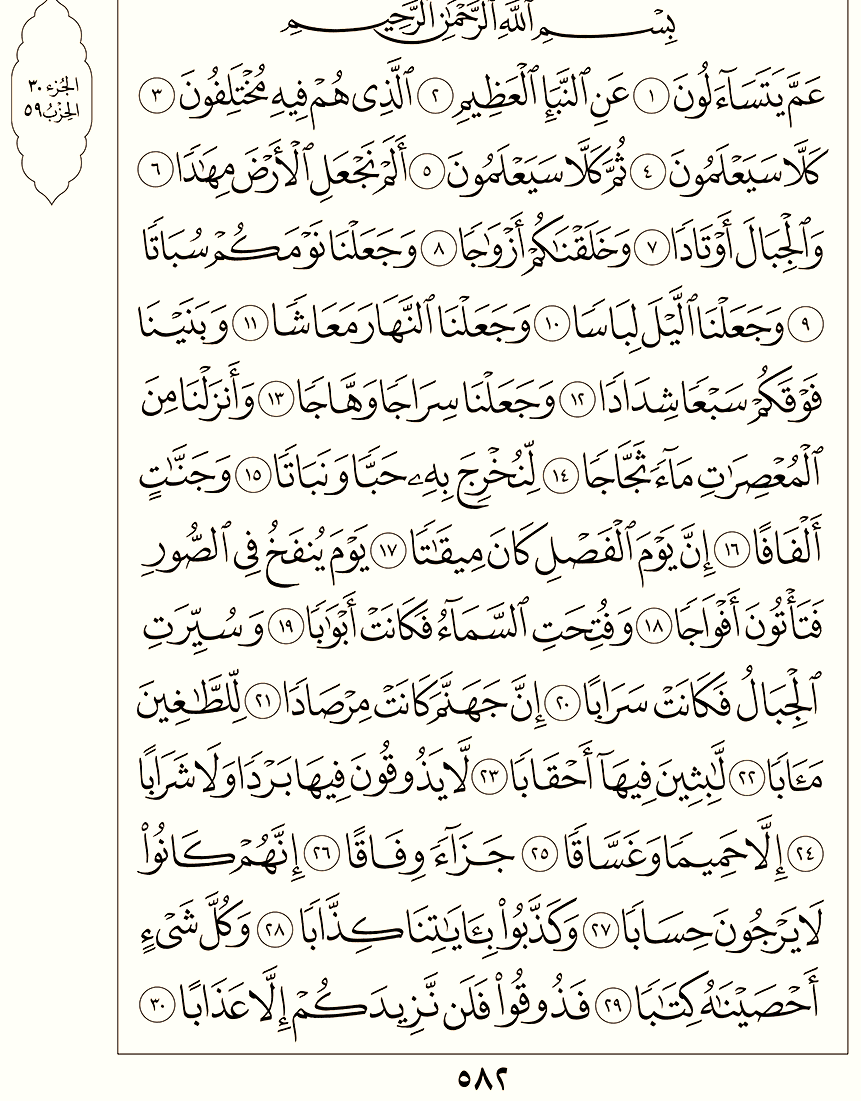 بِسْمِ ٱللَّهِ ٱلرَّحْمَٰنِ ٱلرَّحِيمِ
الجُزء ٣٠
الحِزْبُ ٥٩
عَمَّ يَتَسَآءَلُونَ ١ عَنِ ٱلنَّبَإِ ٱلْعَظِيمِ ٢ ٱلَّذِى هُمْ فِيهِ مُخْتَلِفُونَ ٣
كَلَّا سَيَعْلَمُونَ ٤ ثُمَّ كَلَّا سَيَعْلَمُونَ ٥ أَلَمْ نَجْعَلِ ٱلْأَرْضَ مِهَٰدًا ٦
وَٱلْجِبَالَ أَوْتَادًا ٧ وَخَلَقْنَٰكُمْ أَزْوَٰجًا ٨ وَجَعَلْنَا نَوْمَكُمْ سُبَاتًا
٩ وَجَعَلْنَا ٱلَّيْلَ لِبَاسًا ١٠ وَجَعَلْنَا ٱلنَّهَارَ مَعَاشًا ١١ وَبَنَيْنَا
فَوْقَكُمْ سَبْعًا شِدَادًا ١٢ وَجَعَلْنَا سِرَاجًا وَهَّاجًا ١٣ وَأَنزَلْنَا مِنَ
ٱلْمُعْصِرَٰتِ مَآءً ثَجَّاجًا ١٤ لِّنُخْرِجَ بِهِۦ حَبًّا وَنَبَاتًا ١٥ وَجَنَّٰتٍ
أَلْفَافًا ١٦ إِنَّ يَوْمَ ٱلْفَصْلِ كَانَ مِيقَٰتًا ١٧ يَوْمَ يُنفَخُ فِى ٱلصُّورِ
فَتَأْتُونَ أَفْوَاجًا ١٨ وَفُتِحَتِ ٱلسَّمَآءُ فَكَانَتْ أَبْوَٰبًا ١٩ وَسُيِّرَتِ
ٱلْجِبَالُ فَكَانَتْ سَرَابًا ٢٠ إِنَّ جَهَنَّمَ كَانَتْ مِرْصَادًا ٢١ لِّلطَّٰغِينَ
مَـَٔابًا ٢٢ لَّٰبِثِينَ فِيهَآ أَحْقَابًا ٢٣ لَّا يَذُوقُونَ فِيهَا بَرْدًا وَلَا شَرَابًا
٢٤ إِلَّا حَمِيمًا وَغَسَّاقًا ٢٥ جَزَآءً وِفَاقًا ٢٦ إِنَّهُمْ كَانُوا۟
لَا يَرْجُونَ حِسَابًا ٢٧ وَكَذَّبُوا۟ بِـَٔايَٰتِنَا كِذَّابًا ٢٨ وَكُلَّ شَىْءٍ
أَحْصَيْنَٰهُ كِتَٰبًا ٢٩ فَذُوقُوا۟ فَلَن نَّزِيدَكُمْ إِلَّا عَذَابًا ٣٠
٥٨٢